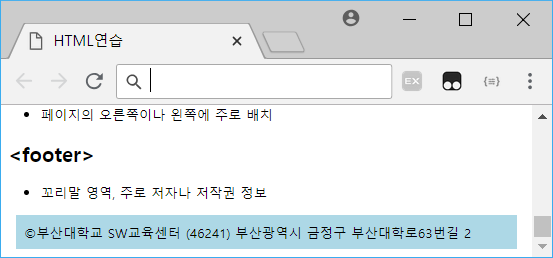 HTML연습
EX
{≡}
페이지의 오른쪽이나 왼쪽에 주로 배치
<footer>
꼬리말 영역, 주로 저자나 저작권 정보
©부산대학교 SW교육센터 (46241) 부산광역시 금정구 부산대학로63번길 2